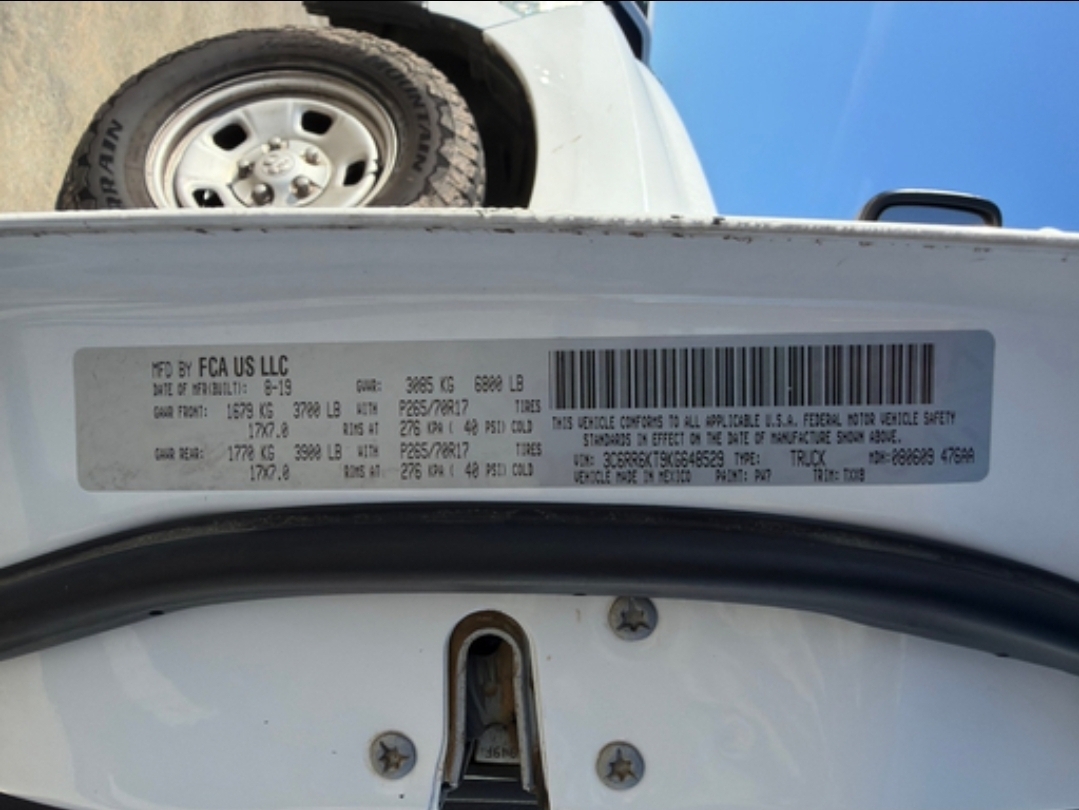 RRAIN
OUNTAIN
MFD BY FCA US LLC
DATE OF MFR(BUILT): 8-19 GVWR: 3085 KG 6800 LB
GAWR FRONT: 1679 KG 3700 LB WITH P265/70R17 TIRES
17X7.0 RIMS AT 276 KPA ( 40 PSI) COLD
GAWR REAR: 1770 KG 3900 LB WITH P265/70R17 TIRES
17X7.0 RIMS AT 276 KPA ( 40 PSI) COLD
THIS VEHICLE CONFORMS TO ALL APPLICABLE U.S.A. FEDERAL MOTOR VEHICLE SAFETY
STANDARDS IN EFFECT ON THE DATE OF MANUFACTURE SHOWN ABOVE.
VIN: 3C6RR6KT9KG648529 TYPE: TRUCK MDH:080609 476AA
VEHICLE MADE IN MEXICO PAINT: PW7 TRIM: